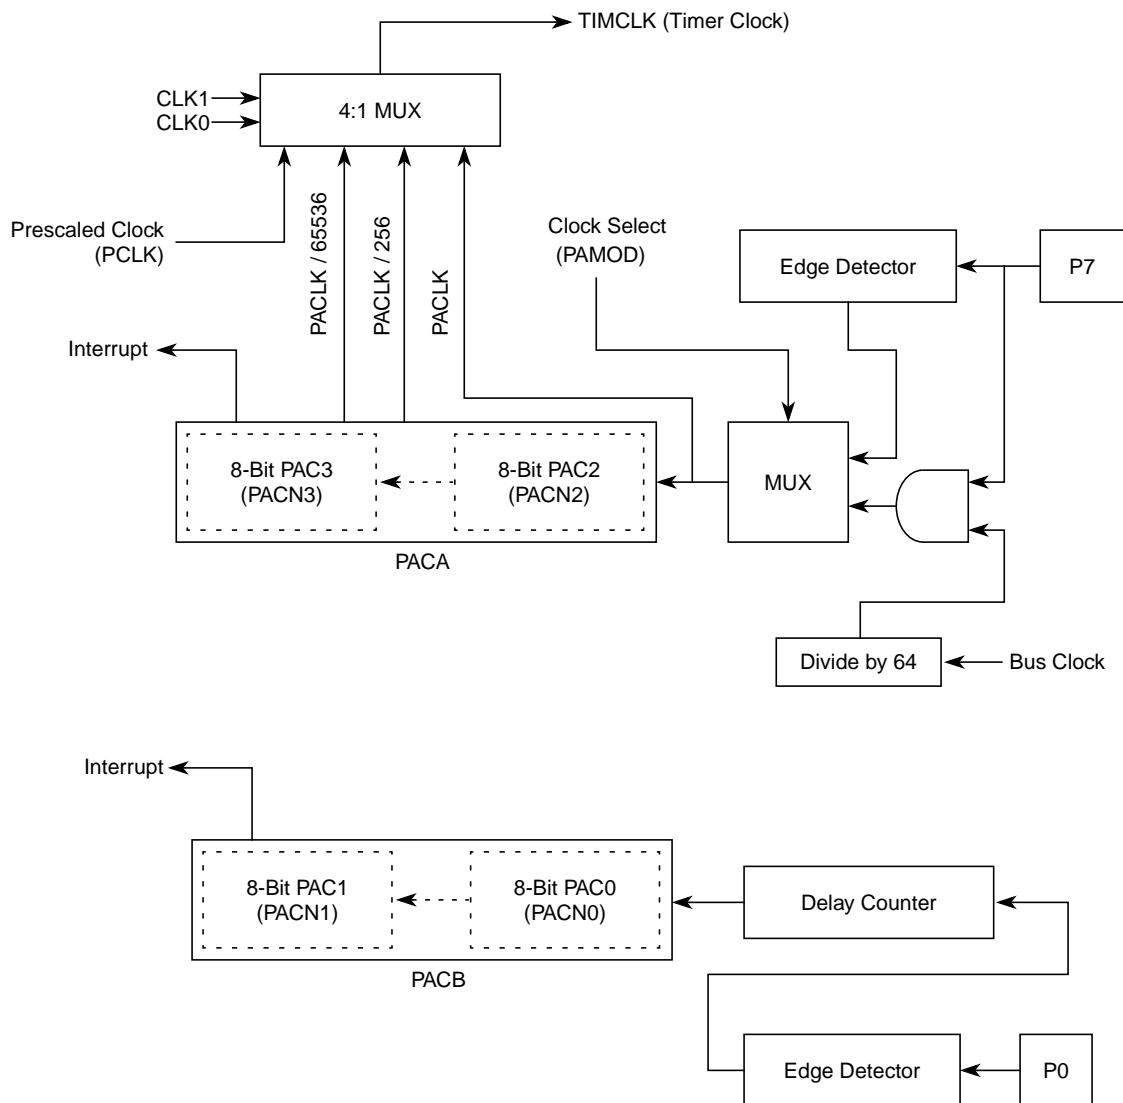 TIMCLK (Timer Clock)
CLK1
CLK0
4:1 MUX
Prescaled Clock
(PCLK)
PACLK / 65536
PACLK / 256
PACLK
Clock Select
(PAMOD)
Edge Detector
P7
Interrupt
8-Bit PAC3
(PACN3)
8-Bit PAC2
(PACN2)
MUX
PACA
Divide by 64
Bus Clock
Interrupt
8-Bit PAC1
(PACN1)
8-Bit PAC0
(PACN0)
Delay Counter
PACB
Edge Detector
P0